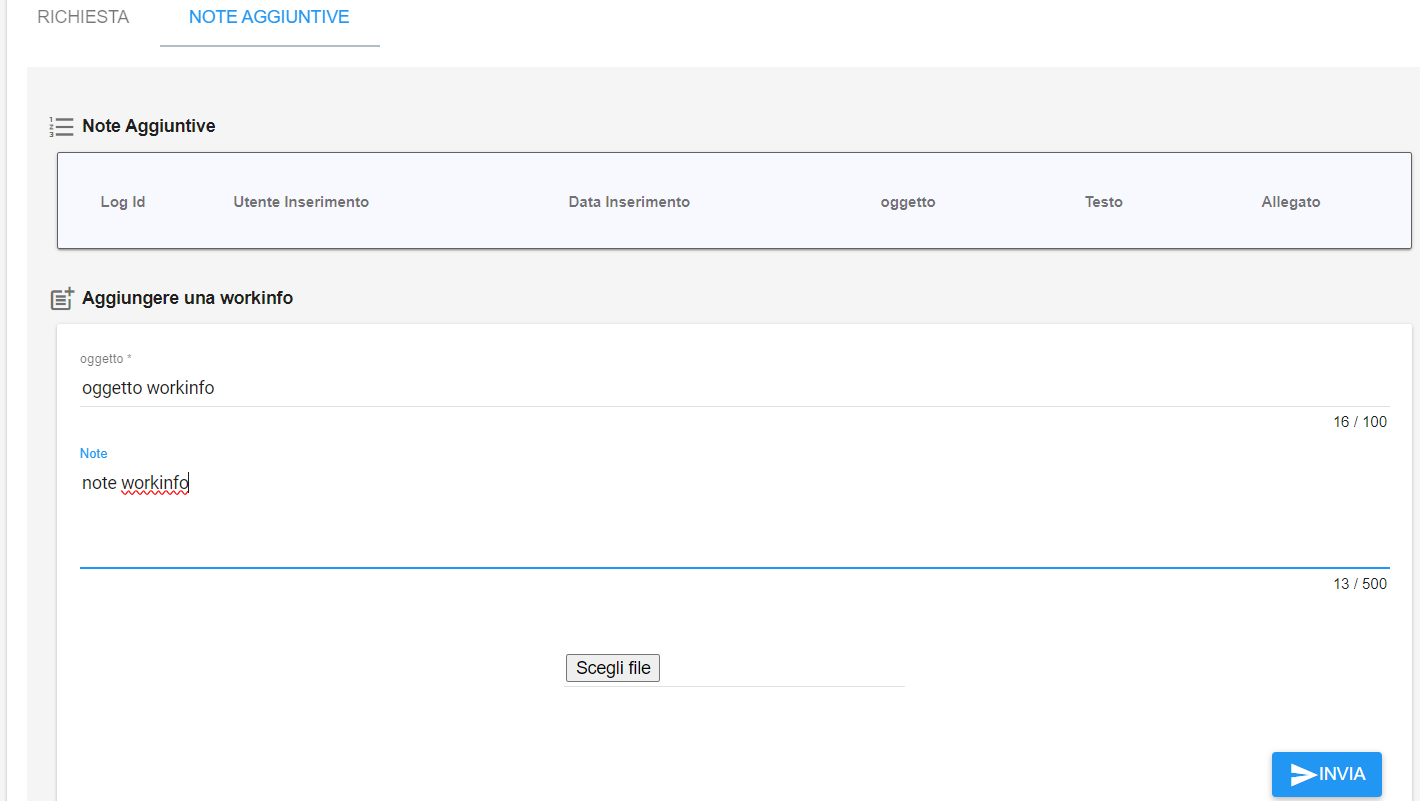 RICHIESTA NOTE AGGIUNTIVE
Note Aggiuntive
Log Id Utente Inserimento Data Inserimento oggetto Testo Allegato
Aggiungere una workinfo
oggetto *
oggetto workinfo
16 / 100
Note
note workinfo
13 / 500
Scegli file
INVIA